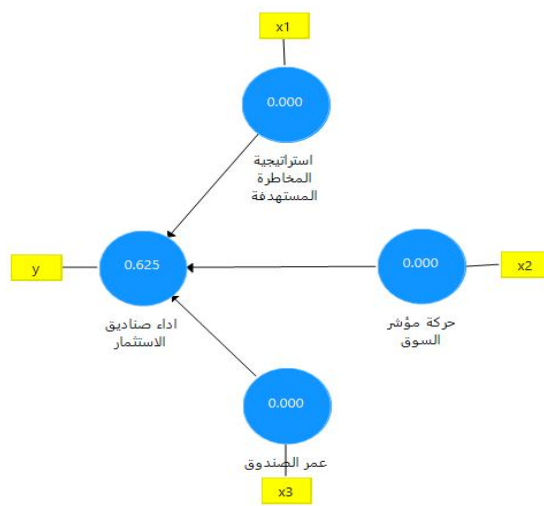 x1
0.000
استراتيجية
المخاطرة
المستهدفة
y
0.625
اداء صناديق
الاستثمار
0.000
x2
حركة مؤشر
السوق
0.000
عمر الصندوق
x3